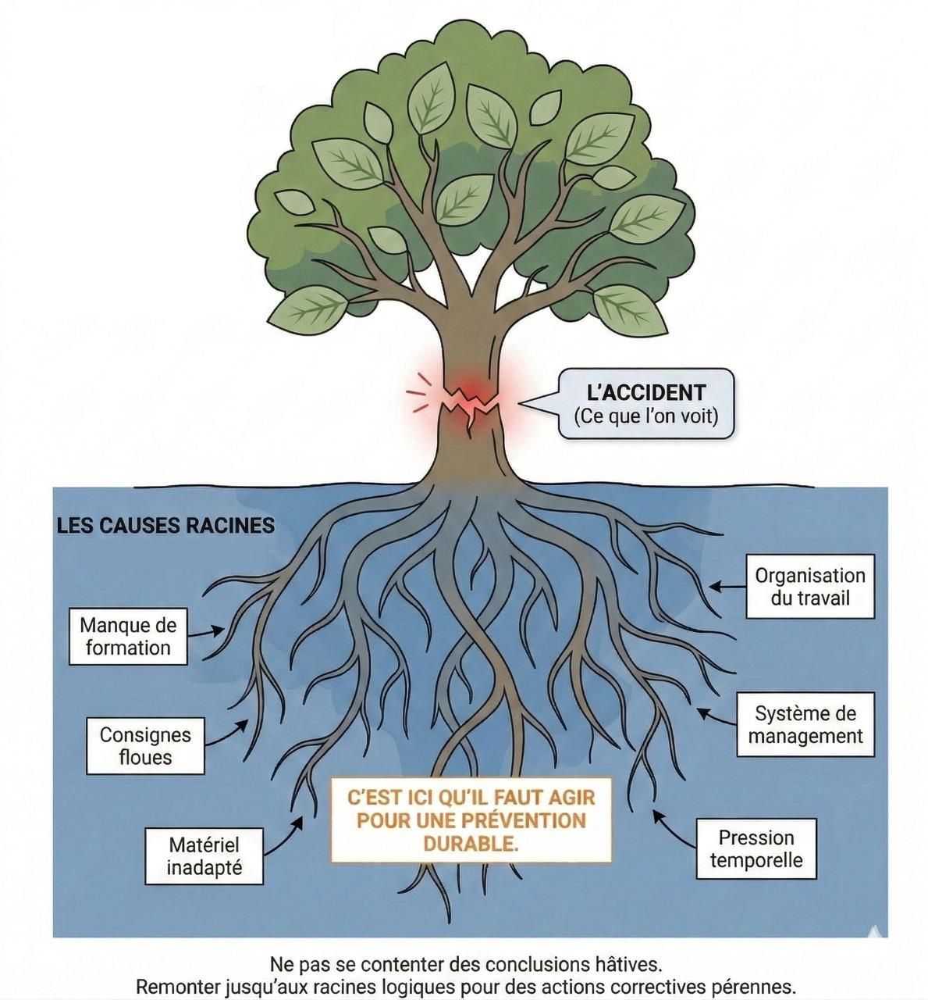 L'ACCIDENT
(Ce que l'on voit)
LES CAUSES RACINES
Organisation
du travail
Manque de
formation
Système de
management
Consignes
floues
C'EST ICI QU'IL FAUT AGIR
POUR UNE PRÉVENTION
DURABLE.
Matériel
inadapté
Pression
temporelle
Ne pas se contenter des conclusions hâtives.
Remonter jusqu'aux racines logiques pour des actions correctives pérennes.